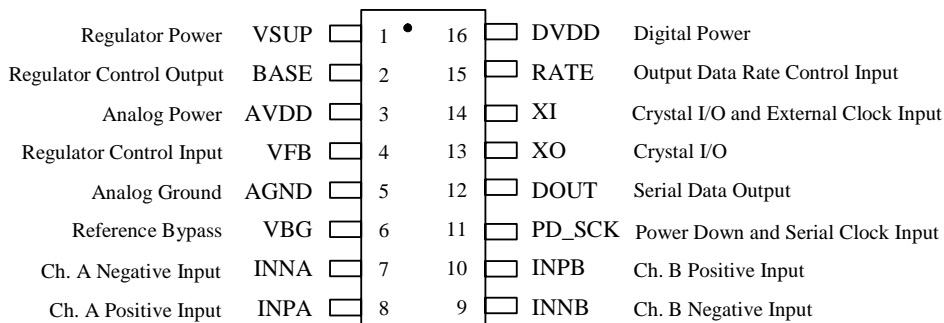 Regulator Power VSUP 1 16 DVDD Digital Power
Regulator Control Output BASE 2 15 RATE Output Data Rate Control Input
Analog Power AVDD 3 14 XI Crystal I/O and External Clock Input
Regulator Control Input VFB 4 13 XO Crystal I/O
Analog Ground AGND 5 12 DOUT Serial Data Output
Reference Bypass VBG 6 11 PD_SCK Power Down and Serial Clock Input
Ch. A Negative Input INNA 7 10 INPB Ch. B Positive Input
Ch. A Positive Input INPA 8 9 INNB Ch. B Negative Input